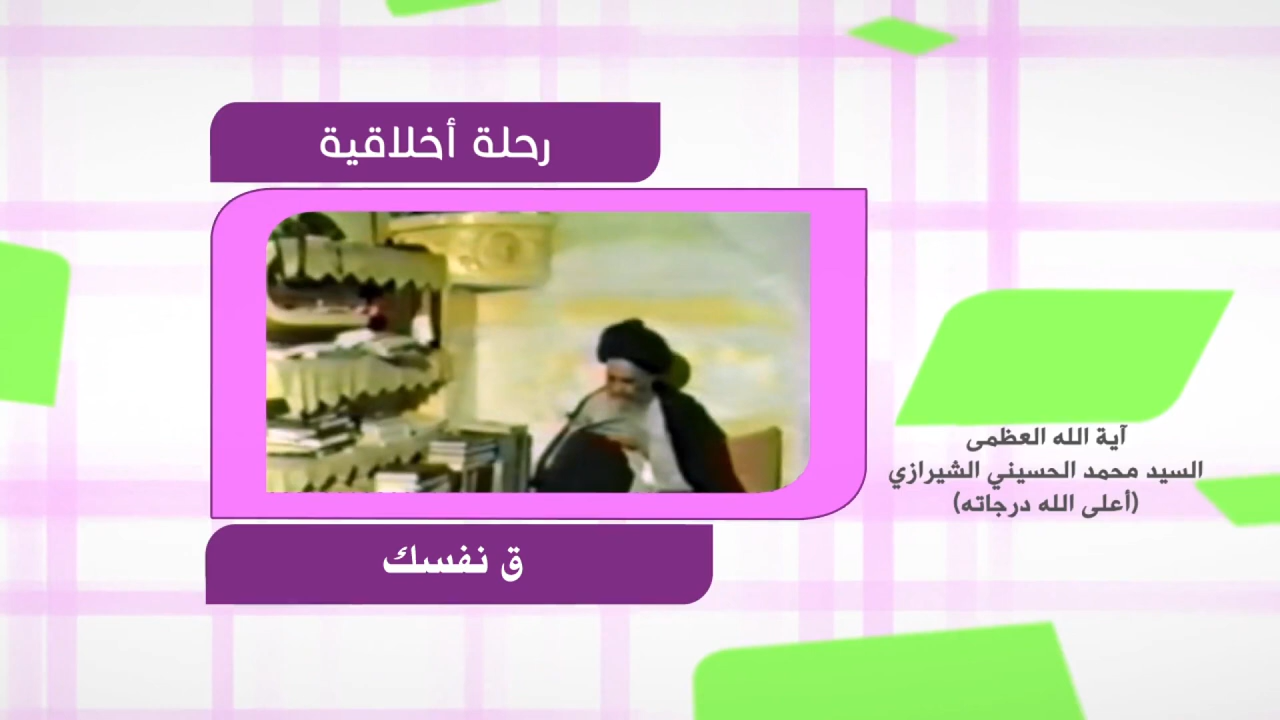 رحلة أخلاقية
ق نفسك
آية الله العظمى
السيد محمد الحسيني الشيرازي
(أعلى الله درجاته)